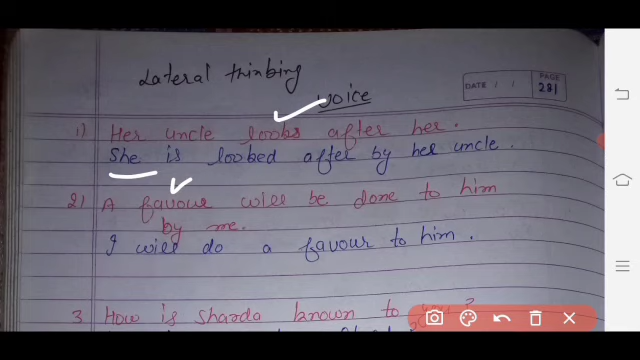 Lateral thinking
voice
DATE / /
PAGE 281
1) Her uncle looks after her.
She is looked after by her uncle.
2) A favour will be done to him
by me.
I will do a favour to him.
3 How is Sharda known to you?